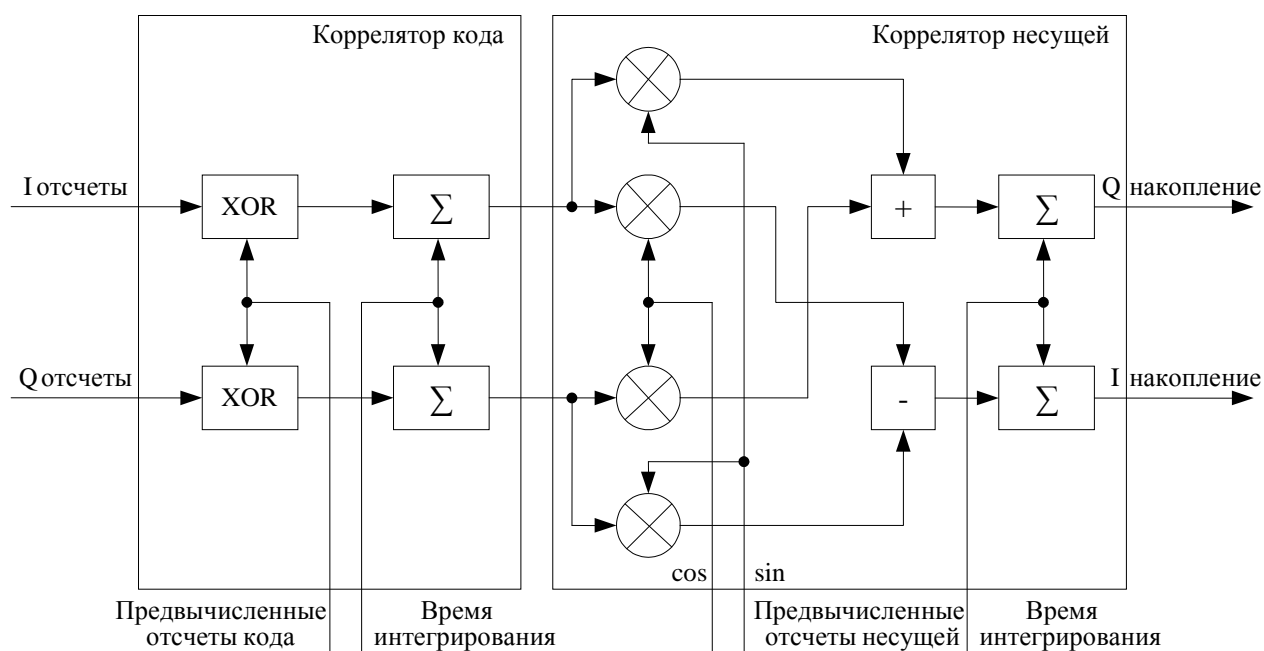 Коррелятор кода
Коррелятор несущей
I отсчеты
XOR
Σ
+
Σ
Q накопление
Q отсчеты
XOR
Σ
-
Σ
I накопление
cos
sin
Предвычисленные
отсчеты кода
Время
интегрирования
Предвычисленные
отсчеты несущей
Время
интегрирования